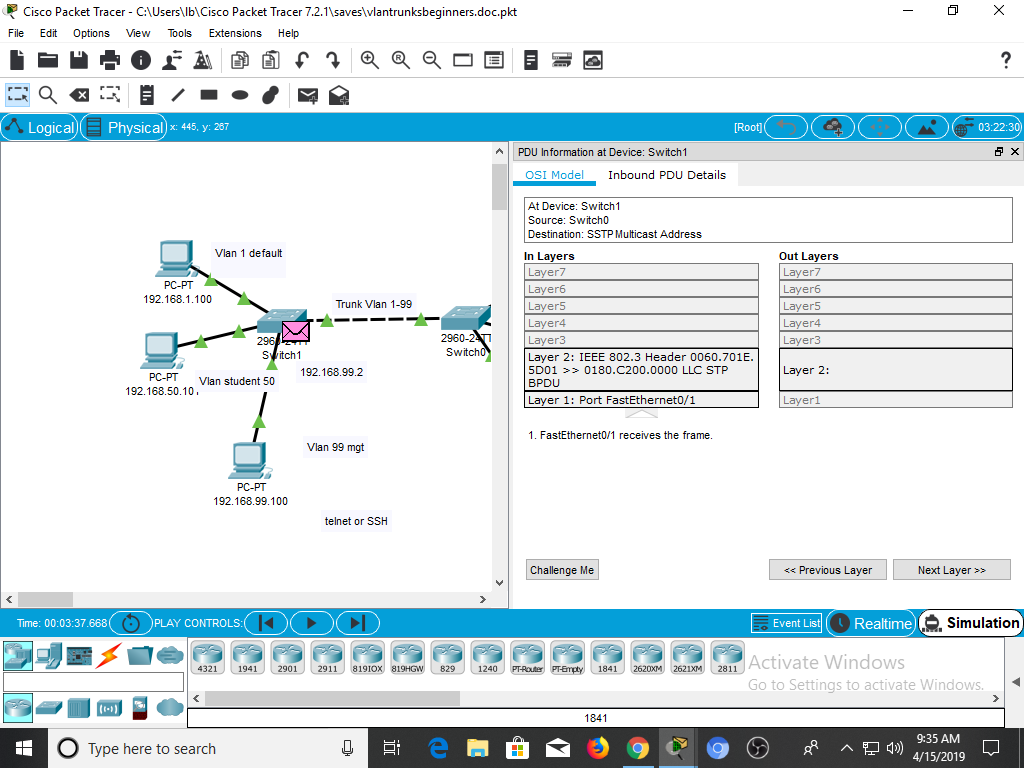 Cisco Packet Tracer - C:\Users\lb\Cisco Packet Tracer 7.2.1\saves\vlantrunksbeginners.doc.pkt
File Edit Options View Tools Extensions Help
Logical Physical x: 445, y: 267 [Root] 03:22:30
PDU Information at Device: Switch1
OSI Model Inbound PDU Details
At Device: Switch1
Source: Switch0
Destination: SSTP Multicast Address
In Layers Out Layers
Layer7 Layer7
Layer6 Layer6
Layer5 Layer5
Layer4 Layer4
Layer3 Layer3
Layer 2: IEEE 802.3 Header 0060.701E.
5D01 >> 0180.C200.0000 LLC STP
BPDU
Layer 2:
Layer 1: Port FastEthernet0/1 Layer1
1. FastEthernet0/1 receives the frame.
Challenge Me << Previous Layer Next Layer >>
Vlan 1 default
PC-PT
192.168.1.100
Trunk Vlan 1-99
Switch1
2960-24TT
Switch0
192.168.99.2
PC-PT
192.168.50.10
Vlan student 50
Vlan 99 mgt
PC-PT
192.168.99.100
telnet or SSH
Time: 00:03:37.668 PLAY CONTROLS: Event List Realtime Simulation
4321 1941 2901 2911 819IOX 819HGW 829 1240 PT-Router PT-Empty 1841 2620XM 2621XM 2811
Activate Windows
Go to Settings to activate Windows.
1841
Type here to search
9:35 AM
4/15/2019